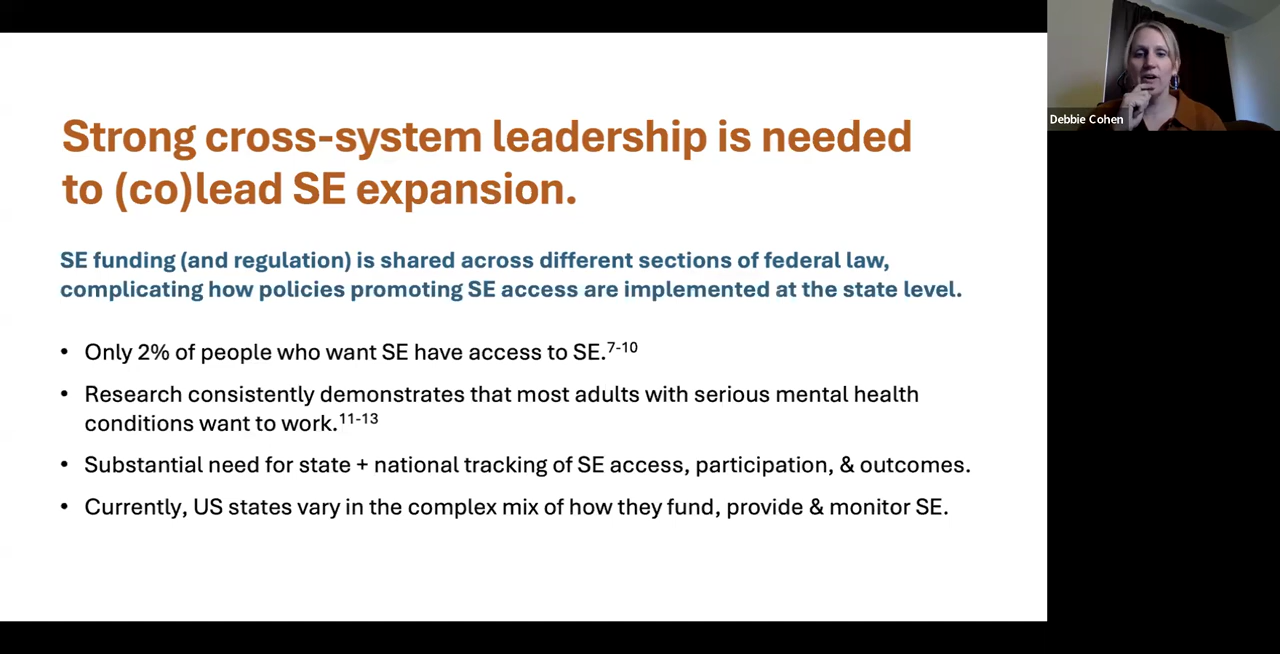 Strong cross-system leadership is needed
to (co)lead SE expansion.
SE funding (and regulation) is shared across different sections of federal law,
complicating how policies promoting SE access are implemented at the state level.
• Only 2% of people who want SE have access to SE.7-10
• Research consistently demonstrates that most adults with serious mental health
conditions want to work.11-13
• Substantial need for state + national tracking of SE access, participation, & outcomes.
• Currently, US states vary in the complex mix of how they fund, provide & monitor SE.
Debbie Cohen